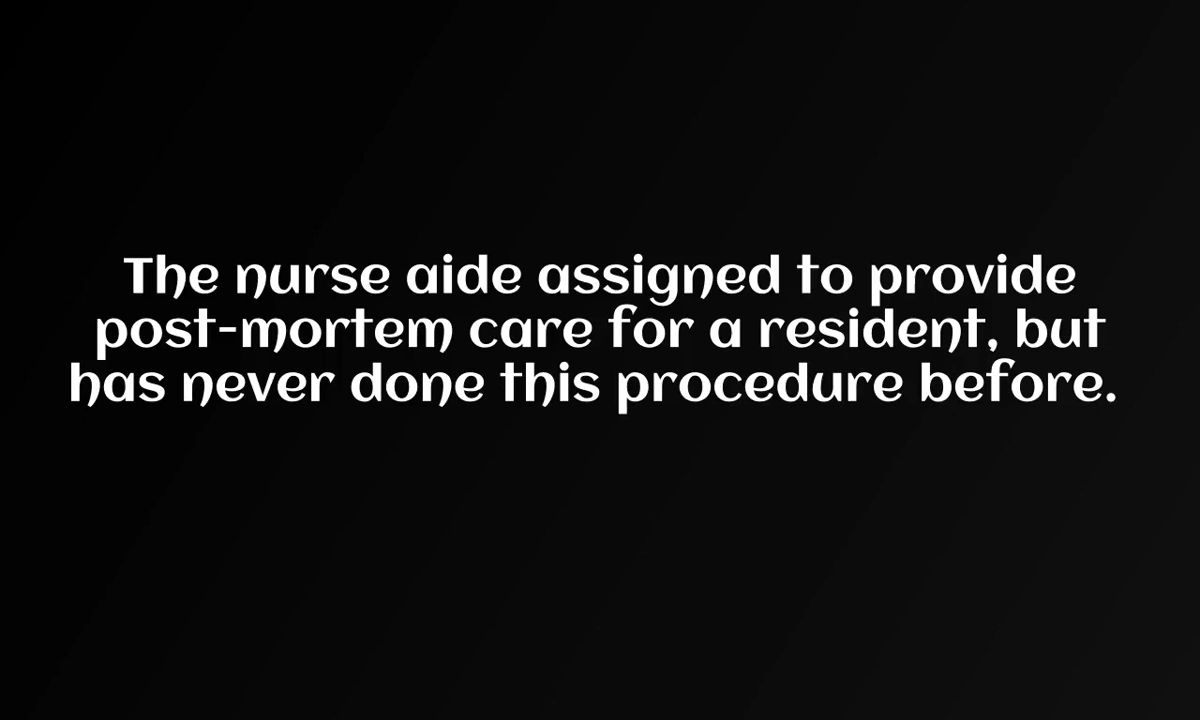 The nurse aide assigned to provide
post-mortem care for a resident, but
has never done this procedure before.